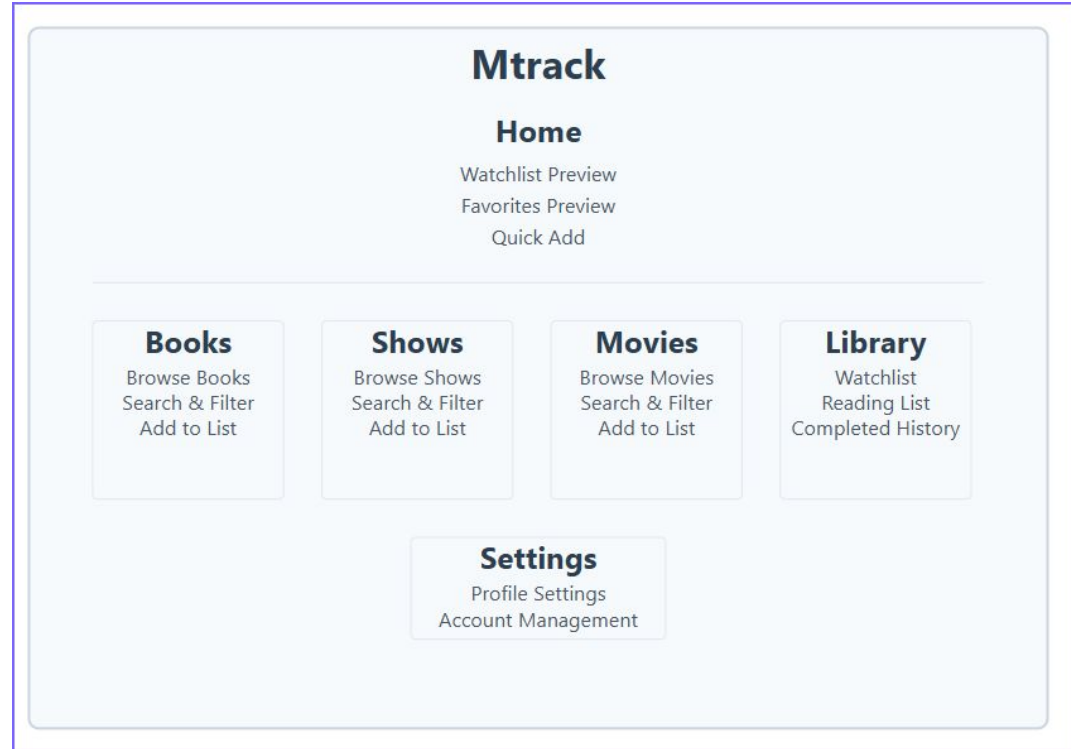 Mtrack
Home
Watchlist Preview
Favorites Preview
Quick Add
Books
Browse Books
Search & Filter
Add to List
Shows
Browse Shows
Search & Filter
Add to List
Movies
Browse Movies
Search & Filter
Add to List
Library
Watchlist
Reading List
Completed History
Settings
Profile Settings
Account Management